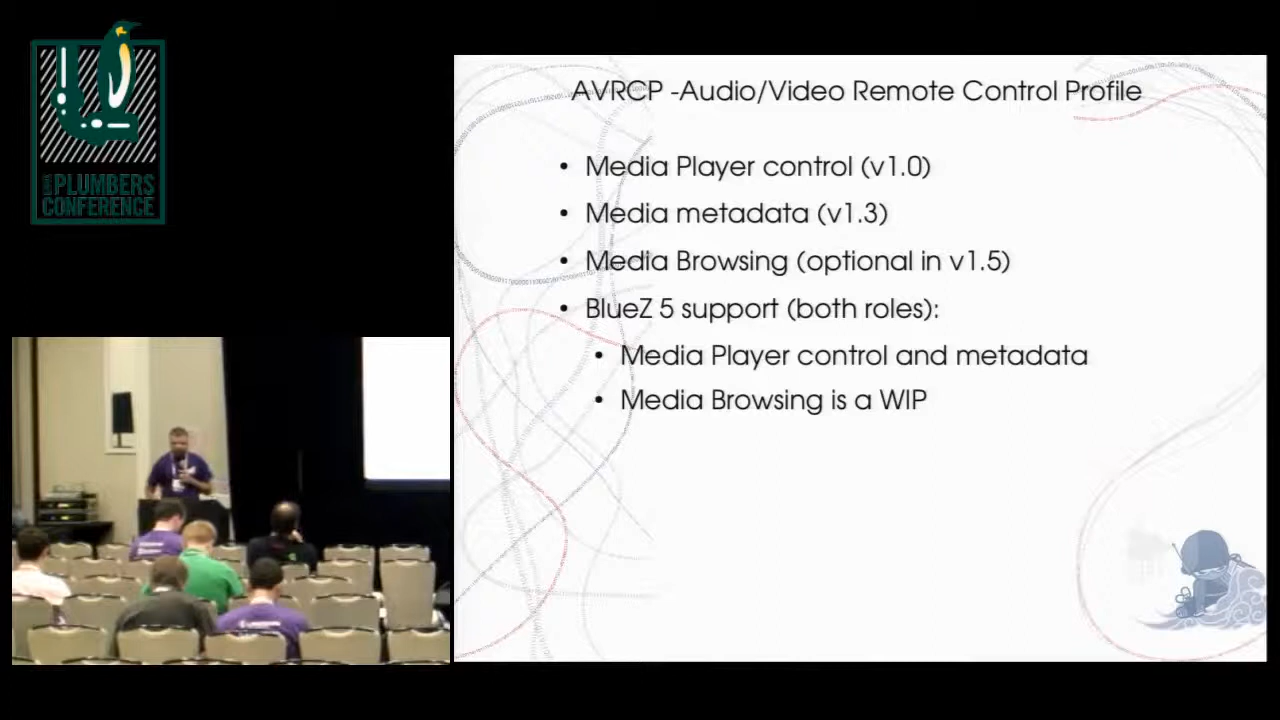 LINUX PLUMBERS
CONFERENCE
AVRCP -Audio/Video Remote Control Profile
• Media Player control (v1.0)
• Media metadata (v1.3)
• Media Browsing (optional in v1.5)
• BlueZ 5 support (both roles):
• Media Player control and metadata
• Media Browsing is a WIP